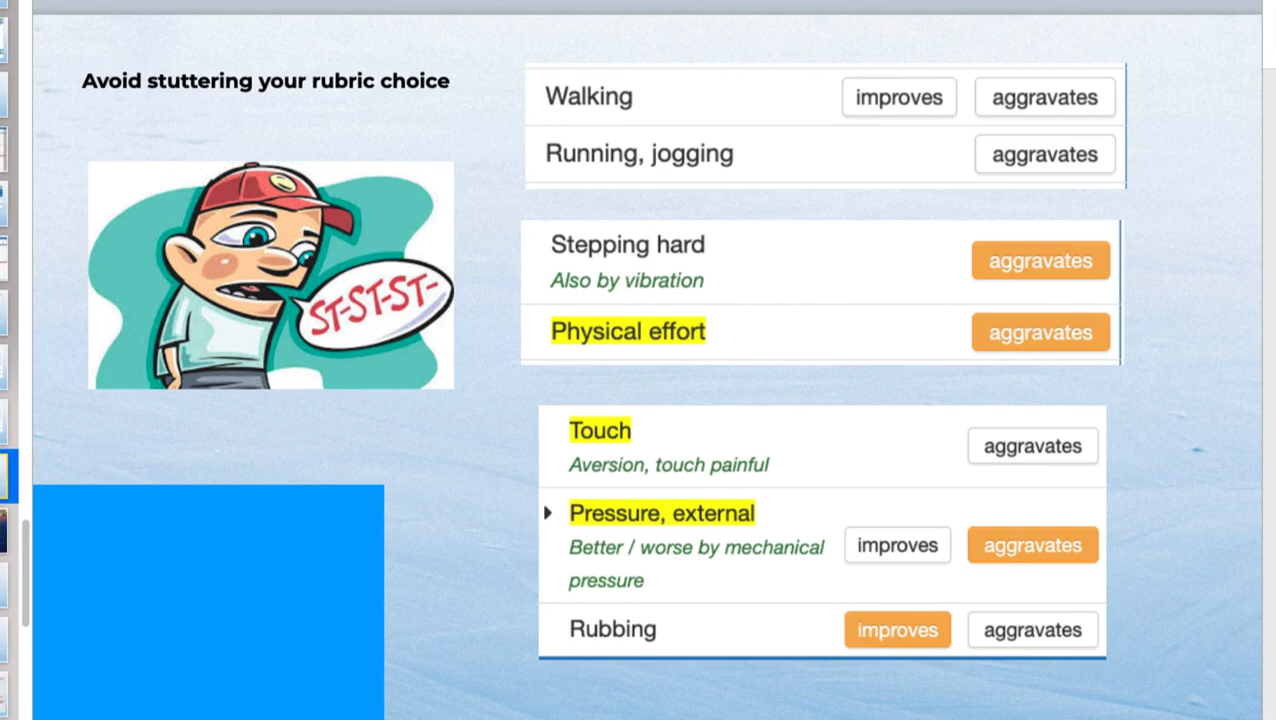 Avoid stuttering your rubric choice
ST-ST-ST-
Walking improves aggravates
Running, jogging aggravates
Stepping hard
Also by vibration
aggravates
Physical effort aggravates
Touch
Aversion, touch painful
aggravates
Pressure, external
Better / worse by mechanical
pressure
improves aggravates
Rubbing improves aggravates